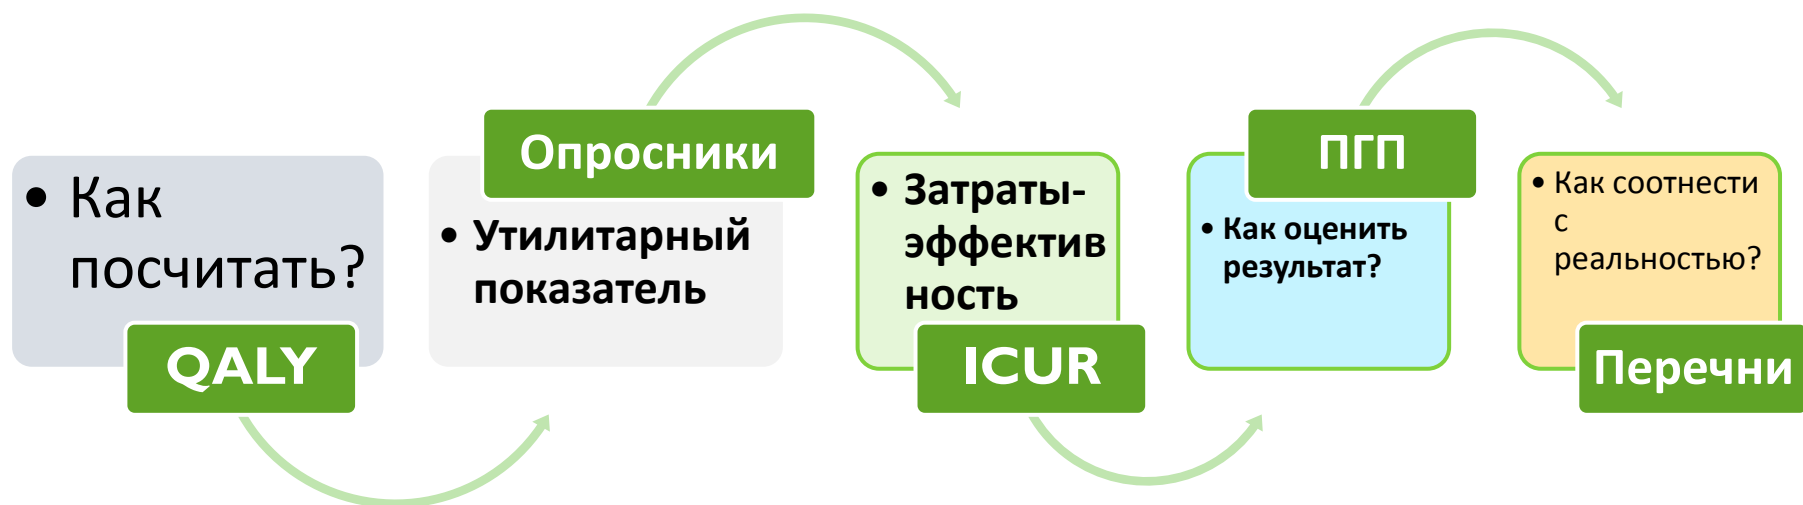 • Как
посчитать?
QALY
Опросники
• Утилитарный
показатель
• Затраты-
эффектив
ность
ICUR
ПГП
• Как оценить
результат?
• Как соотнести
с
реальностью?
Перечни